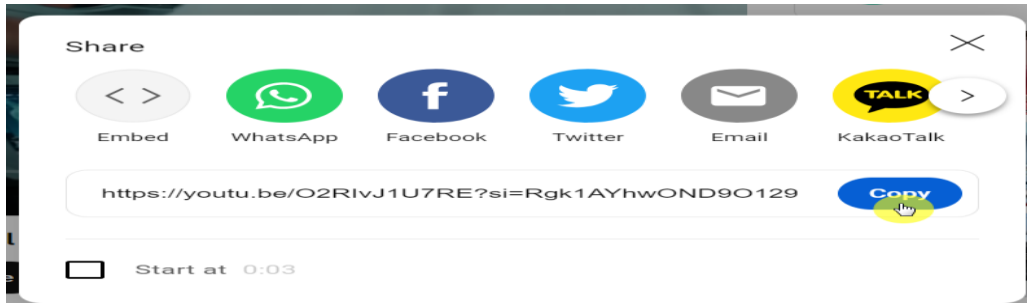 Share
TALK
Embed WhatsApp Facebook Twitter Email KakaoTalk
https://youtu.be/O2RIvJ1U7RE?si=Rgk1AYhwOND9O129 Copy
Start at 0:03